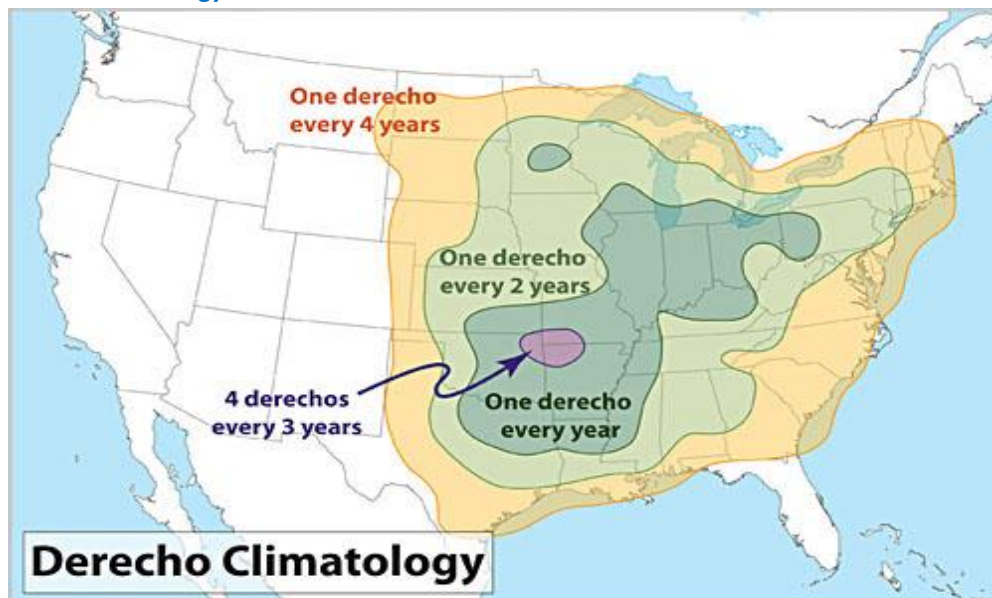 One derecho
every 4 years
One derecho
every 2 years
4 derechos
every 3 years
One derecho
every year
Derecho Climatology